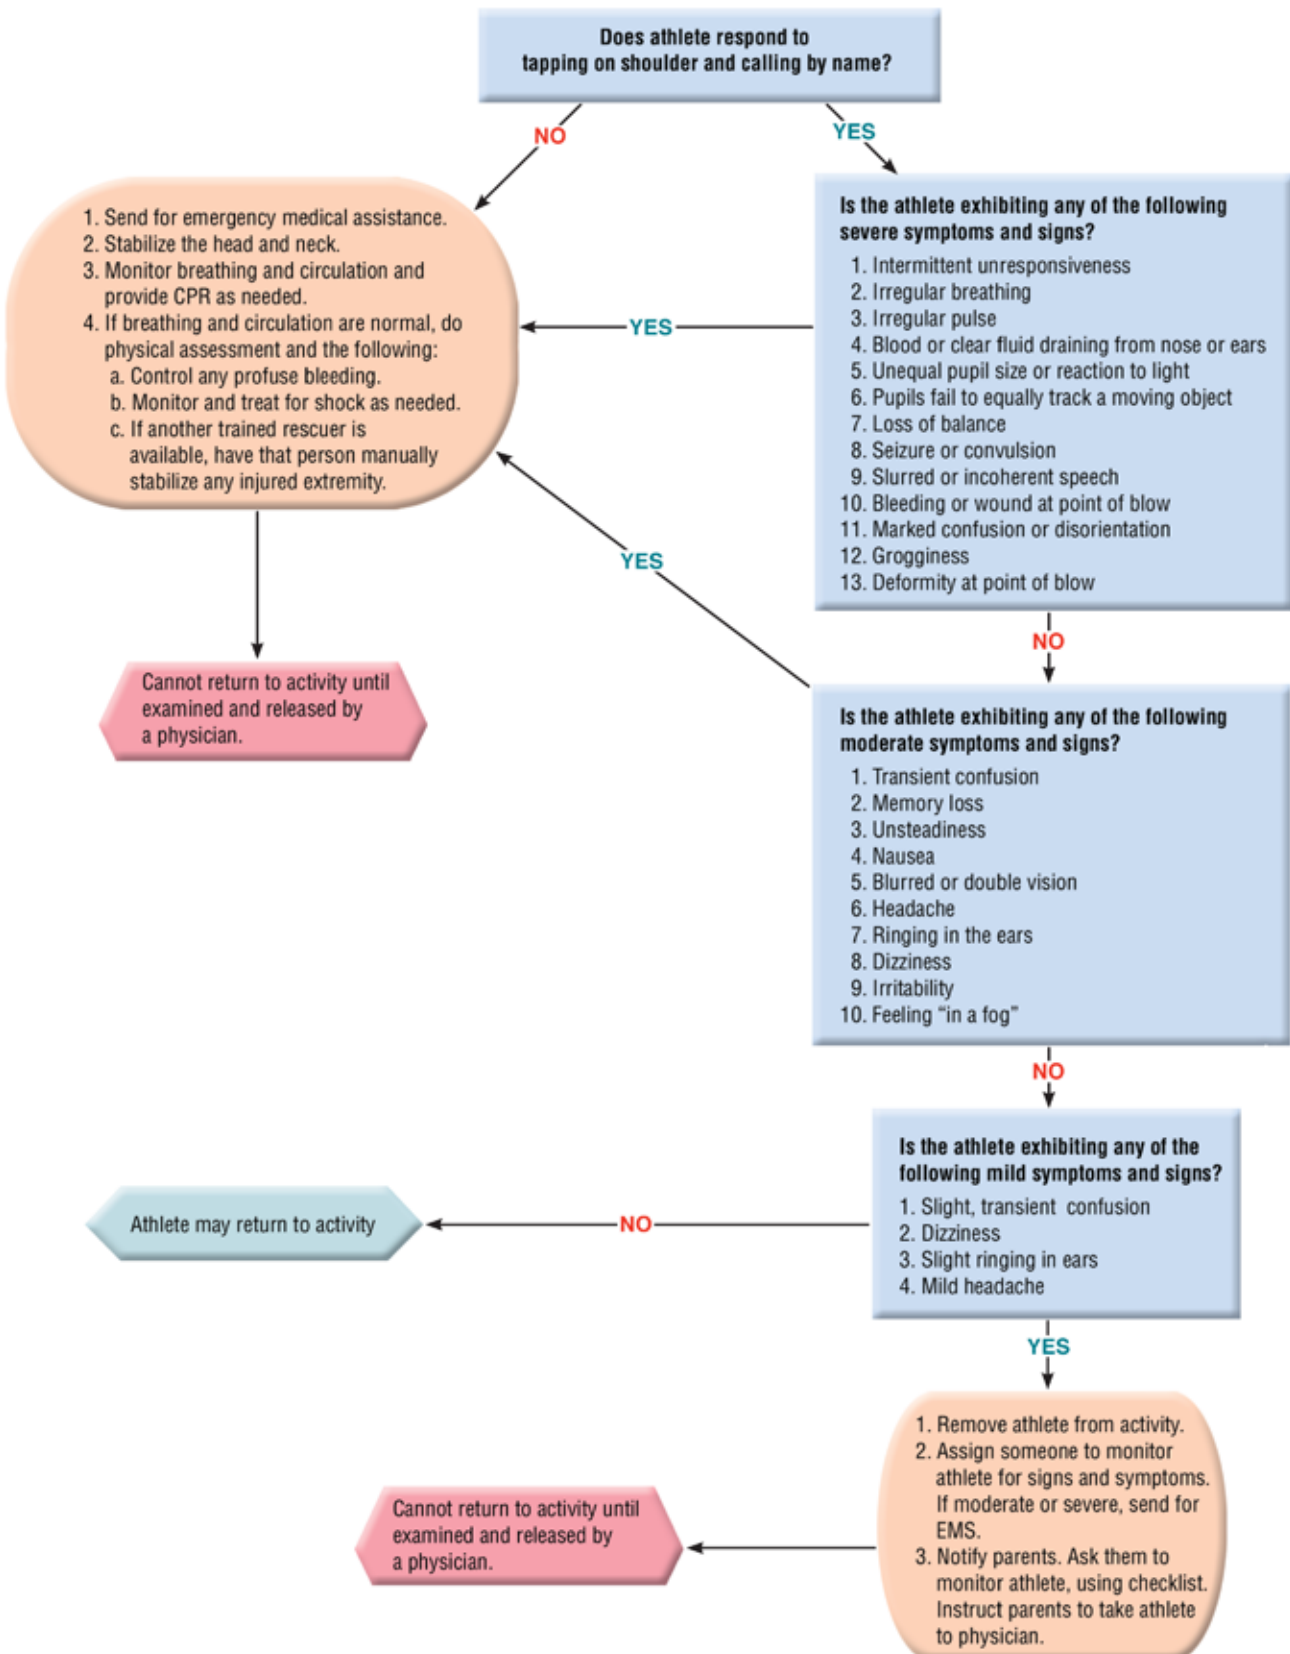 Does athlete respond to
tapping on shoulder and calling by name?
NO
YES
1. Send for emergency medical assistance.
2. Stabilize the head and neck.
3. Monitor breathing and circulation and
provide CPR as needed.
4. If breathing and circulation are normal, do
physical assessment and the following:
a. Control any profuse bleeding.
b. Monitor and treat for shock as needed.
c. If another trained rescuer is
available, have that person manually
stabilize any injured extremity.
YES
Is the athlete exhibiting any of the following
severe symptoms and signs?
1. Intermittent unresponsiveness
2. Irregular breathing
3. Irregular pulse
4. Blood or clear fluid draining from nose or ears
5. Unequal pupil size or reaction to light
6. Pupils fail to equally track a moving object
7. Loss of balance
8. Seizure or convulsion
9. Slurred or incoherent speech
10. Bleeding or wound at point of blow
11. Marked confusion or disorientation
12. Grogginess
13. Deformity at point of blow
YES
NO
Cannot return to activity until
examined and released by
a physician.
Is the athlete exhibiting any of the following
moderate symptoms and signs?
1. Transient confusion
2. Memory loss
3. Unsteadiness
4. Nausea
5. Blurred or double vision
6. Headache
7. Ringing in the ears
8. Dizziness
9. Irritability
10. Feeling “in a fog”
NO
Is the athlete exhibiting any of the
following mild symptoms and signs?
1. Slight, transient confusion
2. Dizziness
3. Slight ringing in ears
4. Mild headache
NO
Athlete may return to activity
YES
1. Remove athlete from activity.
2. Assign someone to monitor
athlete for signs and symptoms.
If moderate or severe, send for
EMS.
3. Notify parents. Ask them to
monitor athlete, using checklist.
Instruct parents to take athlete
to physician.
Cannot return to activity until
examined and released by
a physician.